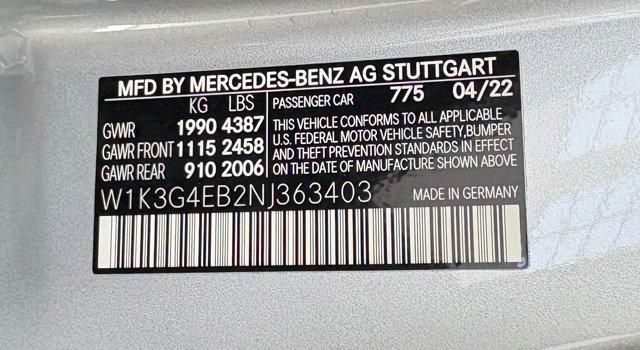 MFD BY MERCEDES-BENZ AG STUTTGART
KG LBS
GVWR 1990 4387
GAWR FRONT 1115 2458
GAWR REAR 910 2006
PASSENGER CAR 775 04/22
THIS VEHICLE CONFORMS TO ALL APPLICABLE
U.S. FEDERAL MOTOR VEHICLE SAFETY,BUMPER
AND THEFT PREVENTION STANDARDS IN EFFECT
ON THE DATE OF MANUFACTURE SHOWN ABOVE
W1K3G4EB2NJ363403 MADE IN GERMANY